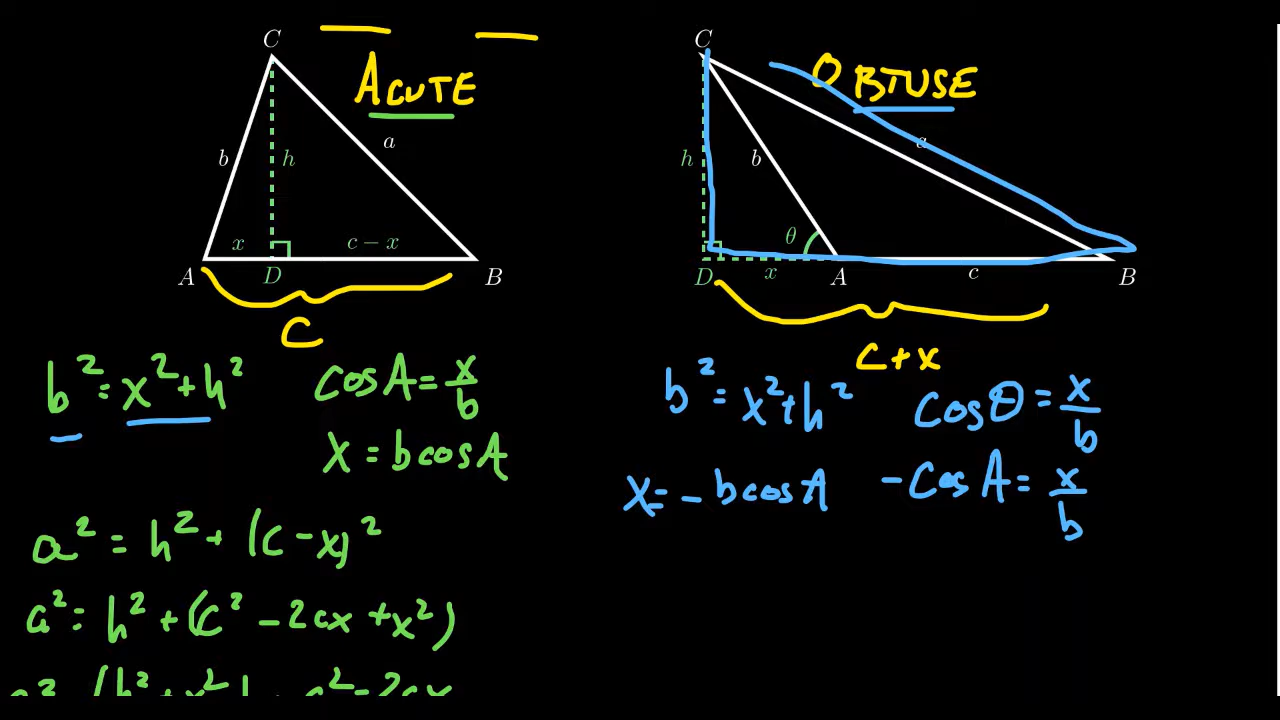 C
ACUTE
b
h
a
x
c − x
A
D
B
C
b² = x² + h²
cos A = x/b
x = b cos A
a² = h² + (c − x)²
a² = h² + (c² − 2cx + x²)
C
OBTUSE
h
b
a
θ
D
x
A
c
B
c + x
b² = x² + h²
cos θ = x/b
x = − b cos A
− cos A = x/b